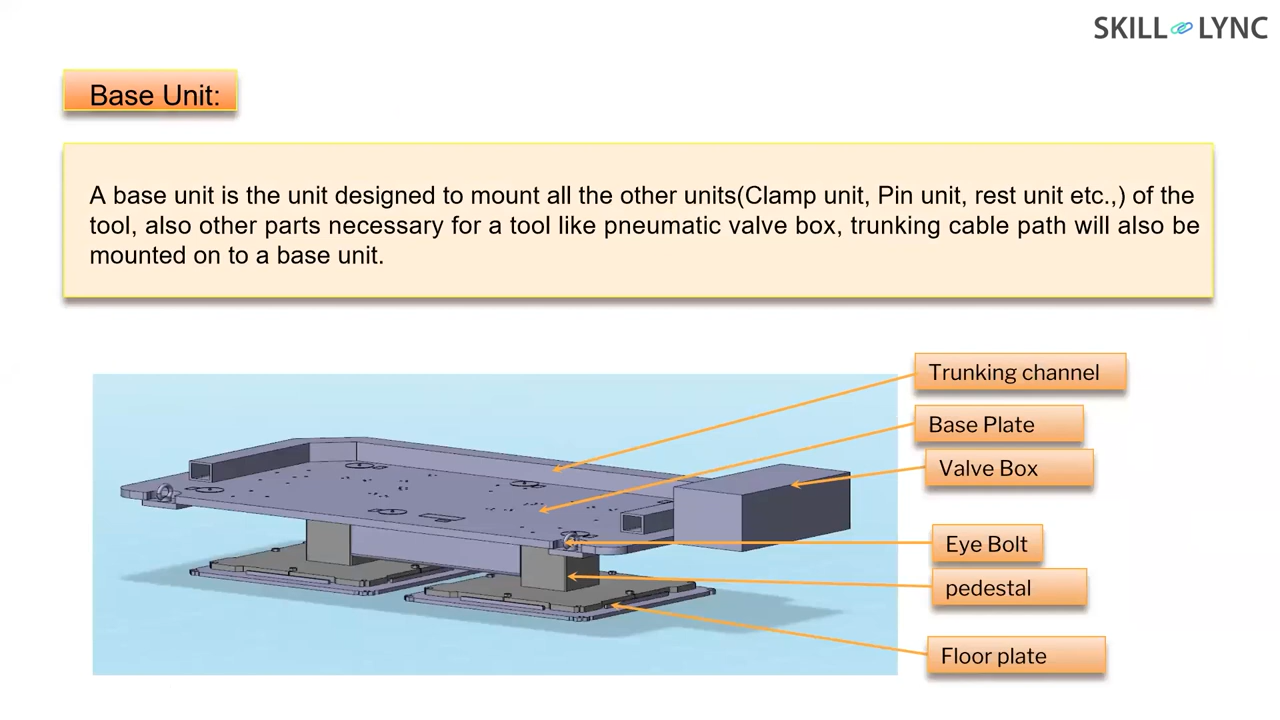 SKILL LYNC
Base Unit:
A base unit is the unit designed to mount all the other units(Clamp unit, Pin unit, rest unit etc.,) of the
tool, also other parts necessary for a tool like pneumatic valve box, trunking cable path will also be
mounted on to a base unit.
Trunking channel
Base Plate
Valve Box
Eye Bolt
pedestal
Floor plate